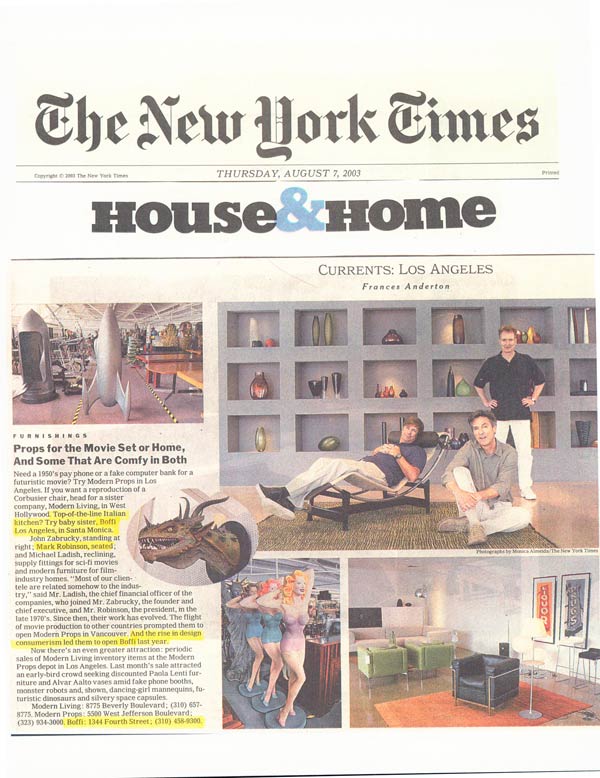 The New York Times
Copyright © 2003 The New York Times
THURSDAY, AUGUST 7, 2003
Printed
House&Home
CURRENTS: LOS ANGELES
Frances Anderton
FURNISHINGS
Props for the Movie Set or Home,
And Some That Are Comfy in Both
Need a 1950's pay phone or a fake computer bank for a
futuristic movie? Try Modern Props in Los
Angeles. If you want a reproduction of a
Corbusier chair, head for a sister
company, Modern Living, in West
Hollywood. Top-of-the-line Italian
kitchen? Try baby sister, Boffi
Los Angeles, in Santa Monica.
John Zabrucky, standing at
right; Mark Robinson, seated,
and Michael Ladish, reclining,
supply fittings for sci-fi movies
and modern furniture for film-
industry homes. "Most of our clien-
tele are related somehow to the indus-
try," said Mr. Ladish, the chief financial officer of the
companies, who joined Mr. Zabrucky, the founder and
chief executive, and Mr. Robinson, the president, in the
late 1970's. Since then, their work has evolved. The flight
of movie production to other countries prompted them to
open Modern Props in Vancouver. And the rise in design
consumerism led them to open Boffi last year.
Now there's an even greater attraction: periodic
sales of Modern Living inventory items at the Modern
Props depot in Los Angeles. Last month's sale attracted
an early-bird crowd seeking discounted Paola Lenti fur-
niture and Alvar Aalto vases amid fake phone booths,
monster robots and, shown, dancing-girl mannequins, fu-
turistic dinosaurs and silvery space capsules.
Modern Living: 8775 Beverly Boulevard; (310) 657-
8775. Modern Props: 5500 West Jefferson Boulevard;
(323) 934-3000. Boffi: 1344 Fourth Street; (310) 458-9300.
Photographs by Monica Almeida/The New York Times
LIQUOR
DRUGS